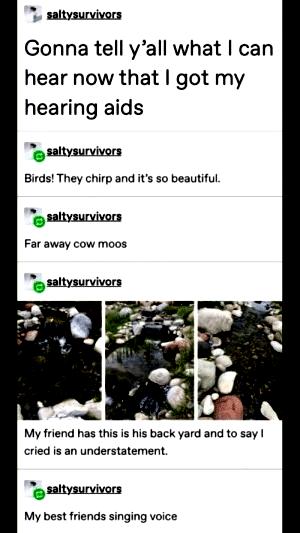 saltysurvivors
Gonna tell y'all what I can
hear now that I got my
hearing aids
saltysurvivors
Birds! They chirp and it's so beautiful.
saltysurvivors
Far away cow moos
saltysurvivors
My friend has this is his back yard and to say I
cried is an understatement.
saltysurvivors
My best friends singing voice